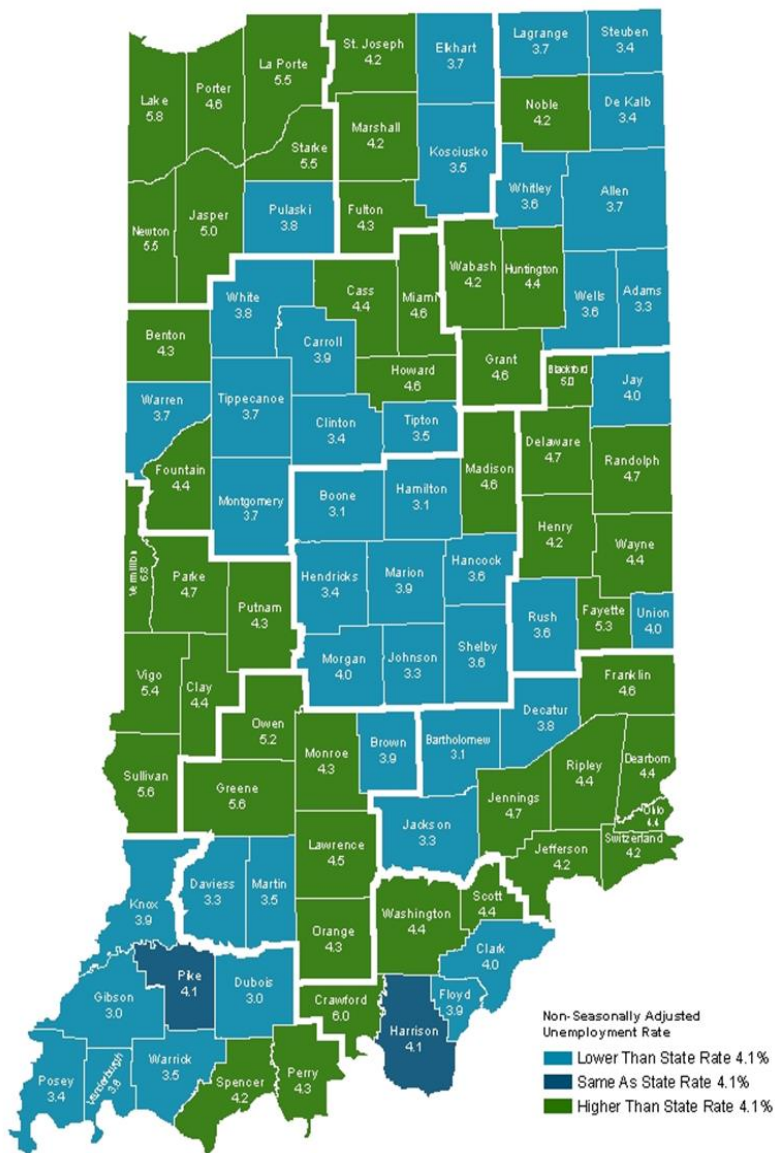 St. Joseph
4.2
Elkhart
3.7
Lagrange
3.7
Steuben
3.4
La Porte
5.5
Porter
4.6
Lake
5.8
Noble
4.2
De Kalb
3.4
Marshall
4.2
Starke
5.5
Kosciusko
3.5
Whitley
3.6
Allen
3.7
Newton
5.5
Jasper
5.0
Pulaski
3.8
Fulton
4.3
Wabash
4.2
Huntington
4.4
Wells
3.6
Adams
3.3
White
3.8
Cass
4.4
Miami
4.6
Benton
4.3
Carroll
3.9
Howard
4.6
Grant
4.6
Blackford
5.0
Jay
4.0
Warren
3.7
Tippecanoe
3.7
Clinton
3.4
Tipton
3.5
Delaware
4.7
Randolph
4.7
Fountain
4.4
Montgomery
3.7
Boone
3.1
Hamilton
3.1
Madison
4.6
Henry
4.2
Wayne
4.4
Parke
4.7
Putnam
4.3
Hendricks
3.4
Marion
3.9
Hancock
3.6
Rush
3.6
Fayette
5.3
Union
4.0
Vigo
5.4
Clay
4.4
Morgan
4.0
Johnson
3.3
Shelby
3.6
Franklin
4.6
Owen
5.2
Monroe
4.3
Brown
3.9
Bartholomew
3.1
Decatur
3.8
Ripley
4.4
Dearborn
4.4
Sullivan
5.6
Greene
5.6
Jennings
4.7
Ohio
4.4
Jackson
3.3
Jefferson
4.2
Switzerland
4.2
Lawrence
4.5
Daviess
3.3
Martin
3.5
Knox
3.9
Orange
4.3
Washington
4.4
Scott
4.4
Clark
4.0
Pike
4.1
Dubois
3.0
Gibson
3.0
Crawford
6.0
Floyd
3.9
Harrison
4.1
Posey
3.4
Vanderburgh
3.8
Warrick
3.5
Spencer
4.2
Perry
4.3
Non-Seasonally Adjusted
Unemployment Rate
Lower Than State Rate 4.1%
Same As State Rate 4.1%
Higher Than State Rate 4.1%